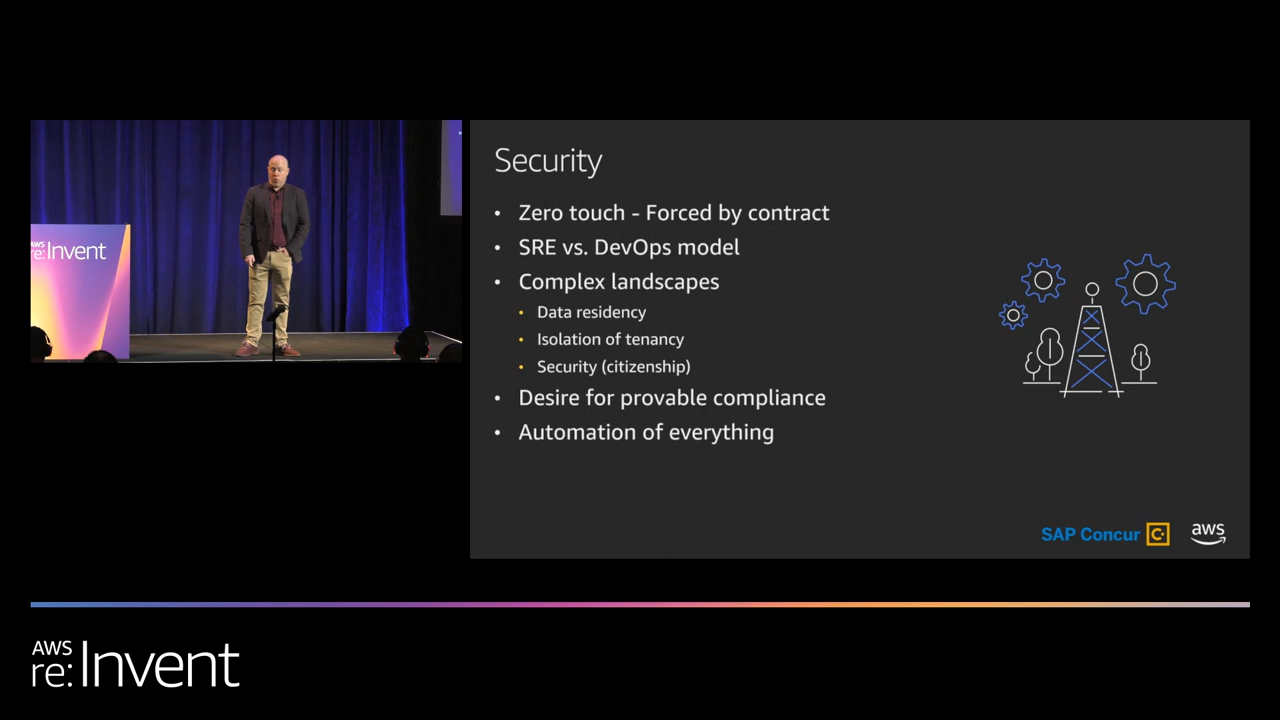 AWS
re:Invent
Security
• Zero touch - Forced by contract
• SRE vs. DevOps model
• Complex landscapes
• Data residency
• Isolation of tenancy
• Security (citizenship)
• Desire for provable compliance
• Automation of everything
SAP Concur C
aws
AWS
re:Invent